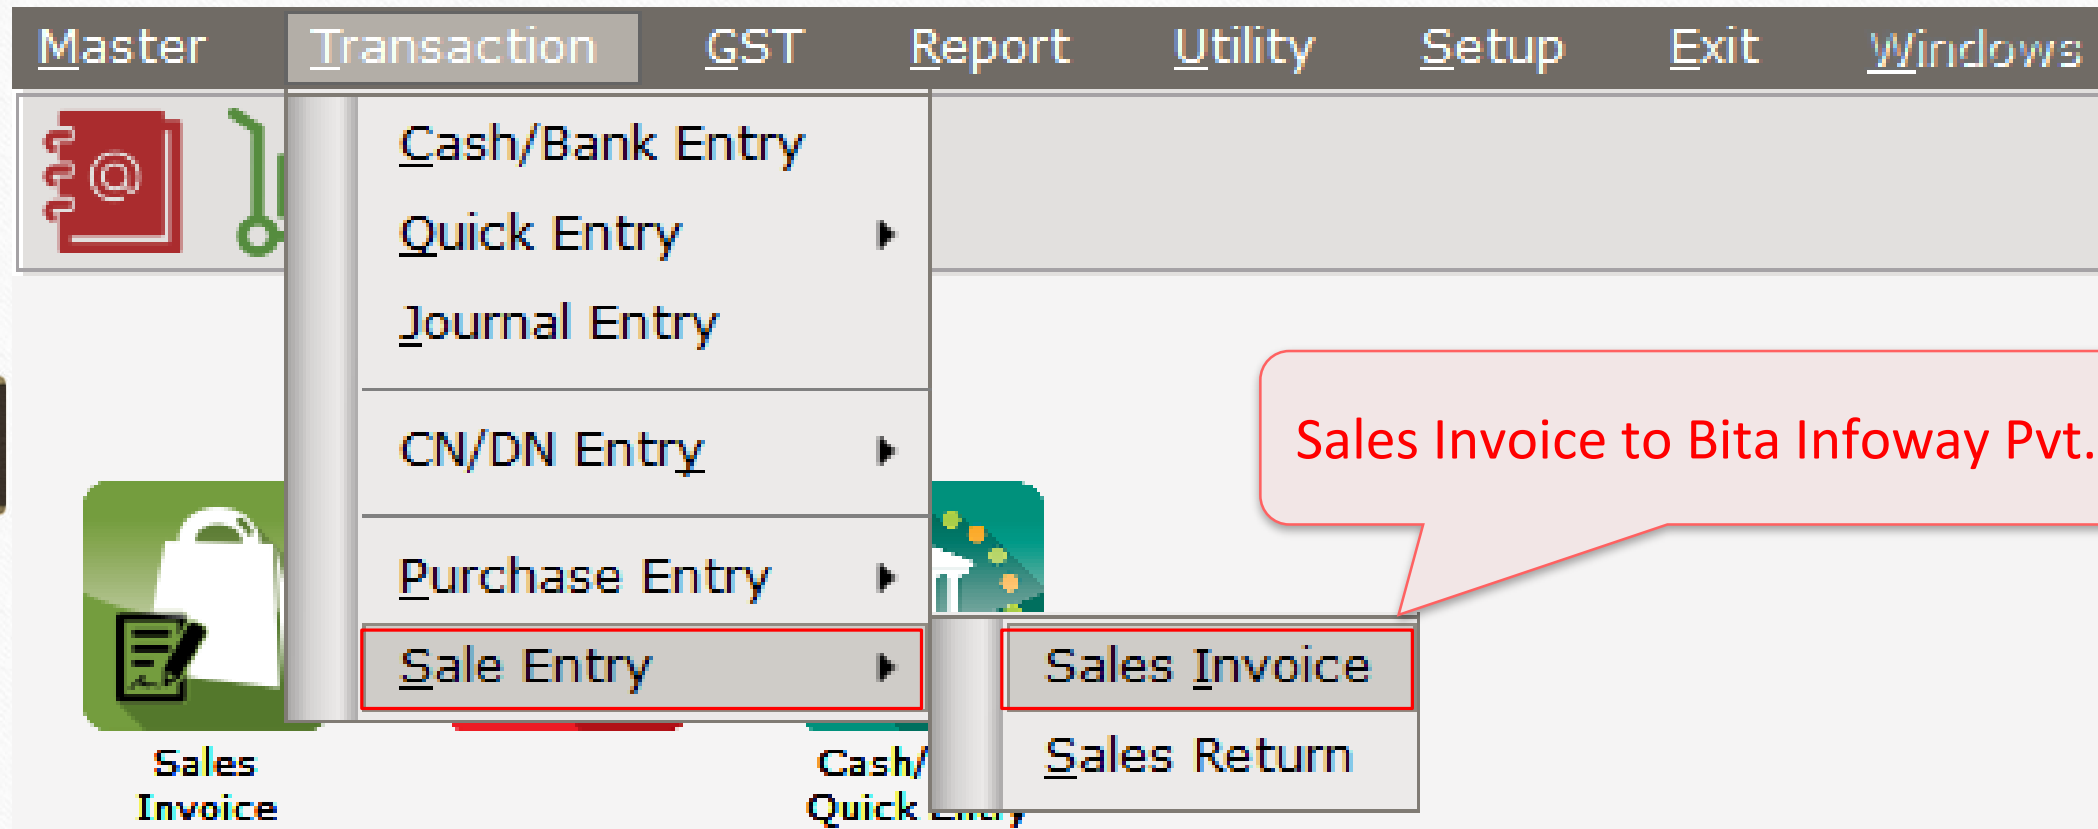 Master Transaction GST Report Utility Setup Exit Windows
Cash/Bank Entry
Quick Entry
Journal Entry
CN/DN Entry
Purchase Entry
Sale Entry
Sales Invoice
Sales Return
Sales Invoice to Bita Infoway Pvt.
Sales
Invoice
Cash/
Quick Entry